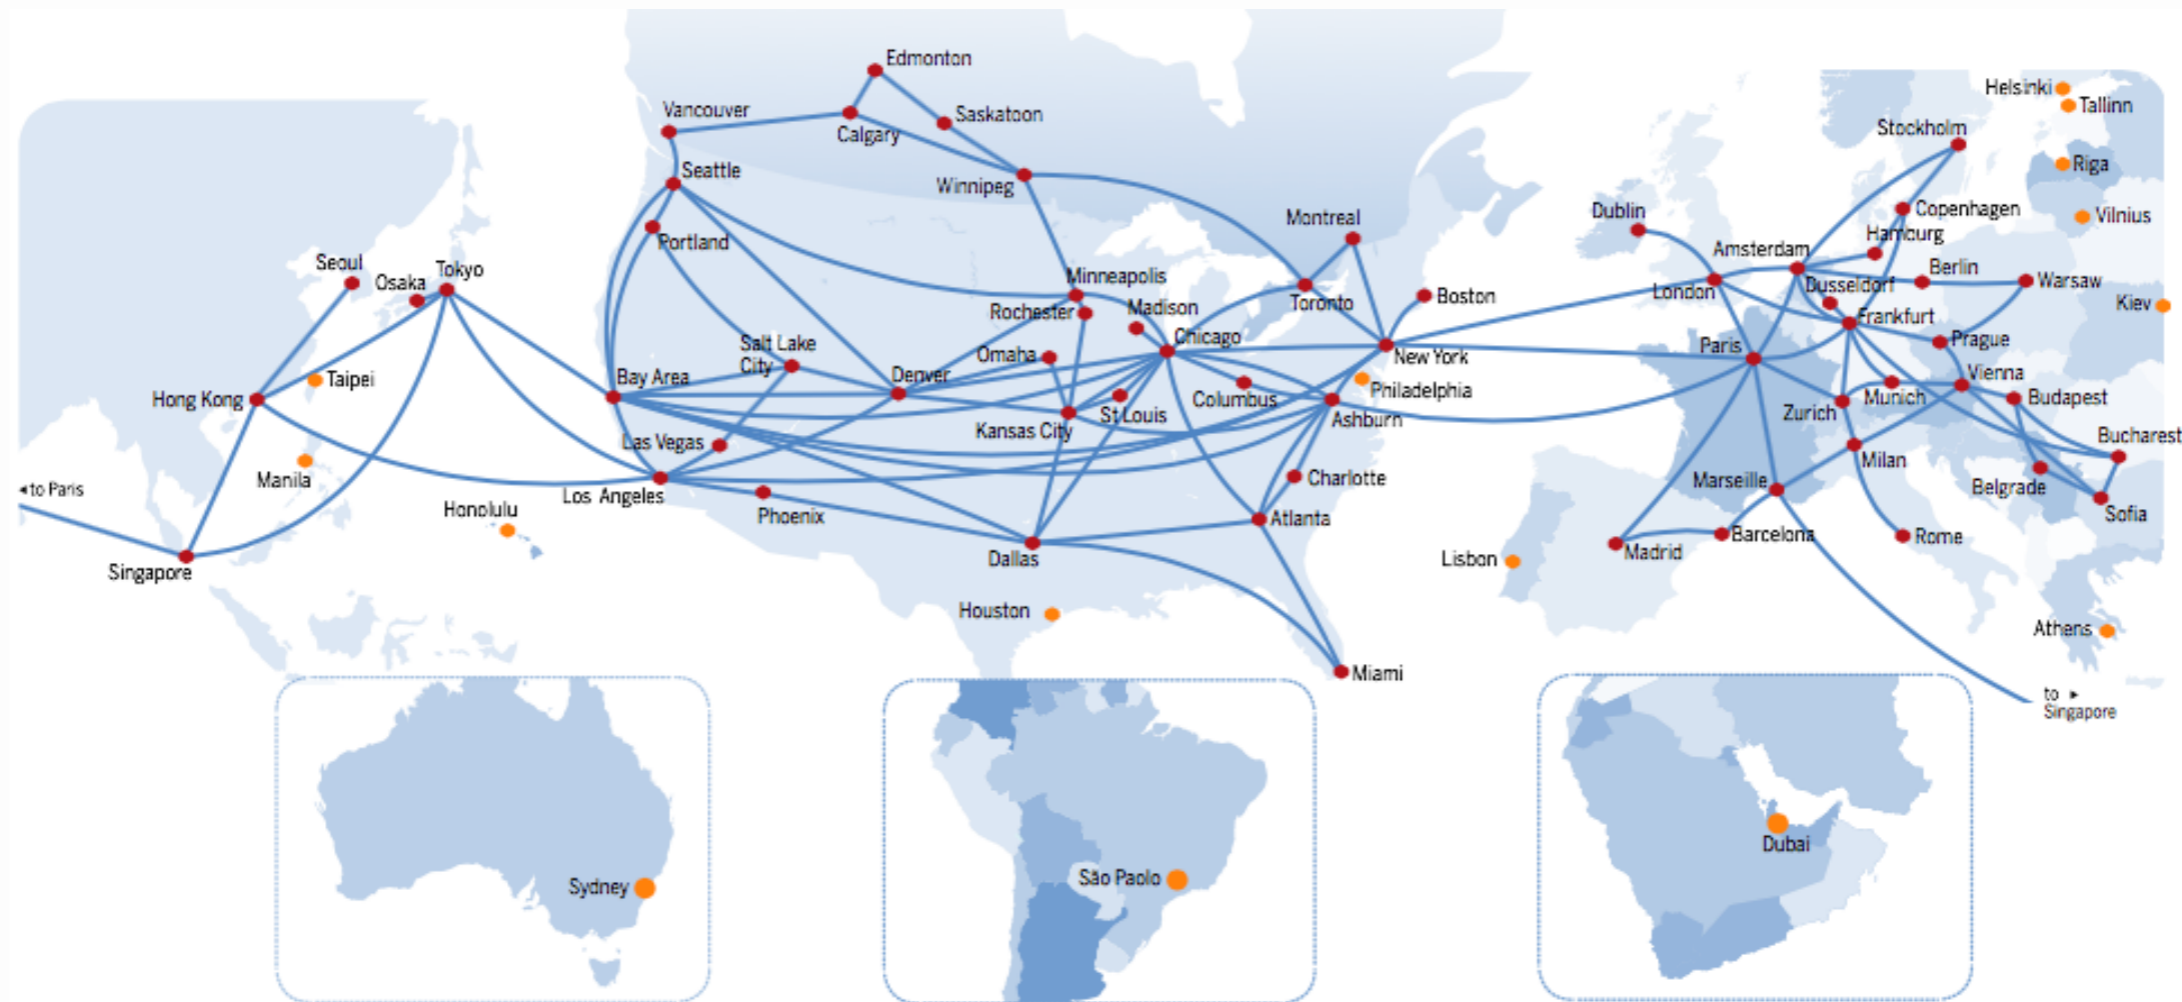 Edmonton
Vancouver
Saskatoon
Calgary
Seattle
Winnipeg
Portland
Montreal
Seoul
Osaka
Tokyo
Minneapolis
Rochester
Madison
Toronto
Boston
Chicago
Salt Lake
City
Omaha
New York
Bay Area
Denver
Taipei
Hong Kong
Philadelphia
Columbus
St Louis
Kansas City
Ashburn
Las Vegas
Manila
Los Angeles
Charlotte
◂to Paris
Honolulu
Phoenix
Atlanta
Singapore
Dallas
Houston
Miami
Helsinki
Tallinn
Stockholm
Riga
Dublin
Copenhagen
Vilnius
Hamburg
Amsterdam
Berlin
Warsaw
London
Dusseldorf
Kiev
Frankfurt
Paris
Prague
Vienna
Munich
Budapest
Zurich
Bucharest
Milan
Marseille
Belgrade
Sofia
Barcelona
Rome
Madrid
Lisbon
Athens
to ▸
Singapore
Sydney
São Paolo
Dubai